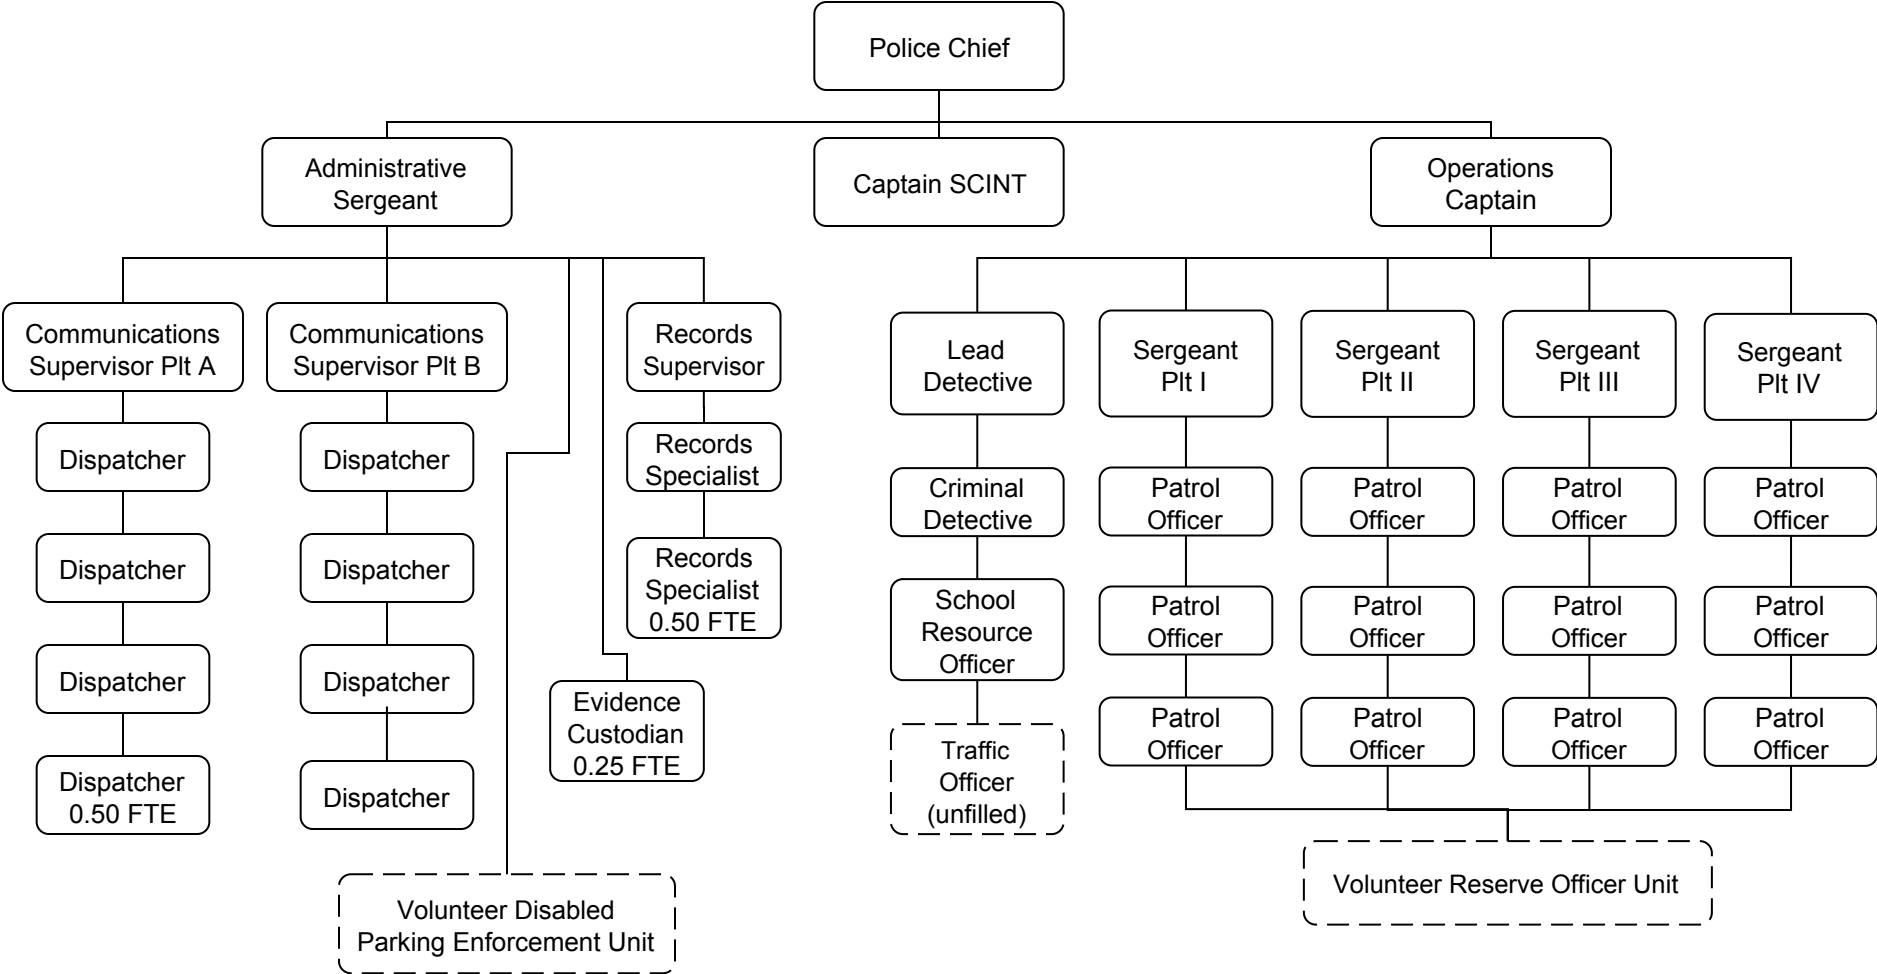 Police Chief
Administrative
Sergeant
Captain SCINT
Operations
Captain
Communications
Supervisor Plt A
Communications
Supervisor Plt B
Records
Supervisor
Lead
Detective
Sergeant
Plt I
Sergeant
Plt II
Sergeant
Plt III
Sergeant
Plt IV
Dispatcher
Dispatcher
Records
Specialist
Criminal
Detective
Patrol
Officer
Patrol
Officer
Patrol
Officer
Patrol
Officer
Dispatcher
Dispatcher
Records
Specialist
0.50 FTE
School
Resource
Officer
Patrol
Officer
Patrol
Officer
Patrol
Officer
Patrol
Officer
Dispatcher
Dispatcher
Evidence
Custodian
0.25 FTE
Traffic
Officer
(unfilled)
Patrol
Officer
Patrol
Officer
Patrol
Officer
Patrol
Officer
Dispatcher
0.50 FTE
Dispatcher
Volunteer Disabled
Parking Enforcement Unit
Volunteer Reserve Officer Unit